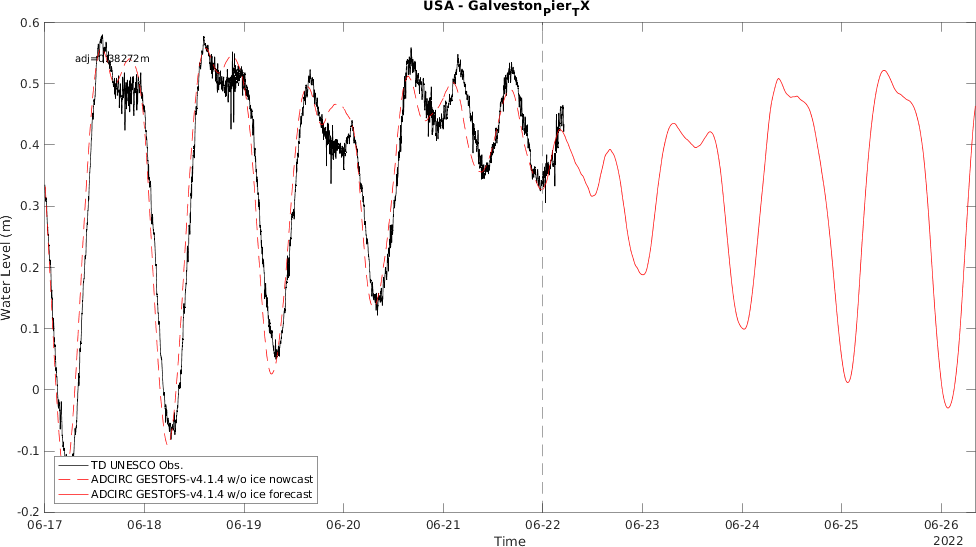 USA - Galveston_Pier_TX
0.6
adj=0.38272m
0.5
0.4
0.3
0.2
0.1
0
-0.1
-0.2
Water Level (m)
TD UNESCO Obs.
ADCIRC GESTOFS-v4.1.4 w/o ice nowcast
ADCIRC GESTOFS-v4.1.4 w/o ice forecast
06-17 06-18 06-19 06-20 06-21 06-22 06-23 06-24 06-25 06-26
Time 2022